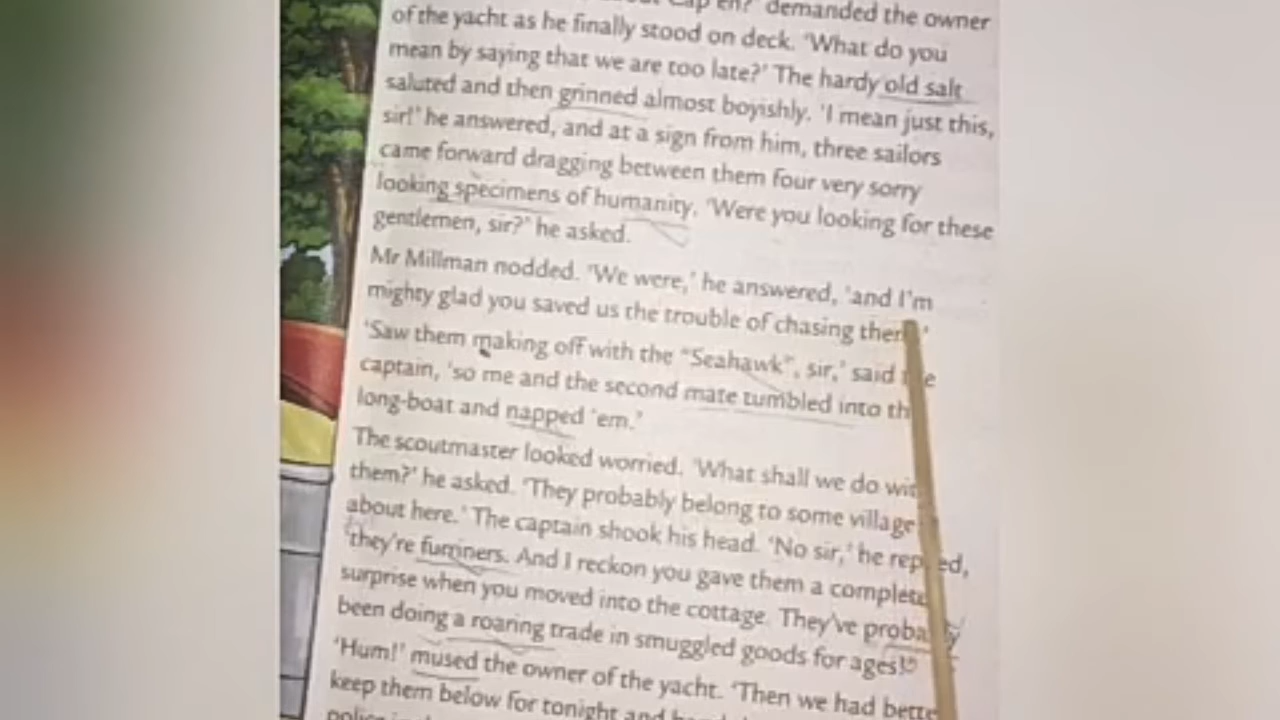 Cap'en?' demanded the owner
of the yacht as he finally stood on deck. 'What do you
mean by saying that we are too late?' The hardy old salt
saluted and then grinned almost boyishly. 'I mean just this,
sir!' he answered, and at a sign from him, three sailors
came forward dragging between them four very sorry
looking specimens of humanity. 'Were you looking for these
gentlemen, sir?' he asked.
Mr Millman nodded. 'We were,' he answered, 'and I'm
mighty glad you saved us the trouble of chasing them.'
'Saw them making off with the "Seahawk", sir,' said the
captain, 'so me and the second mate tumbled into the
long-boat and napped 'em.'
The scoutmaster looked worried. 'What shall we do with
them?' he asked. 'They probably belong to some village
about here.' The captain shook his head. 'No sir,' he replied,
'they're furriners. And I reckon you gave them a complete
surprise when you moved into the cottage. They've probably
been doing a roaring trade in smuggled goods for ages!'
'Hum!' mused the owner of the yacht. 'Then we had better
keep them below for tonight and